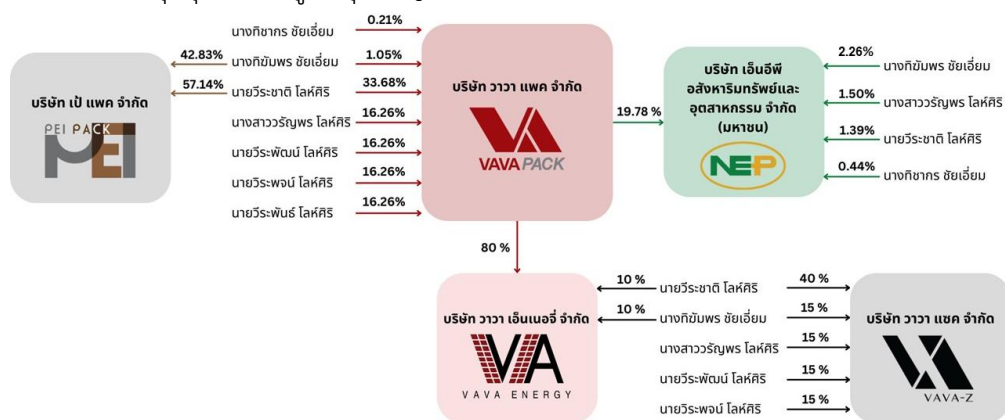 นางทิชากร ชัยเอี่ยม 0.21%
42.83% นางทิฆัมพร ชัยเอี่ยม 1.05%
57.14% นายวีระชาติ โลห์ศิริ 33.68%
นางสาววรัญพร โลห์ศิริ 16.26%
นายวีระพัฒน์ โลห์ศิริ 16.26%
นายวีระพจน์ โลห์ศิริ 16.26%
นายวีระพันธ์ โลห์ศิริ 16.26%
บริษัท เป้ แพค จำกัด
PEI PACK
PEI
บริษัท วาวา แพค จำกัด
VAVA PACK
19.78 %
บริษัท เอ็นอีพี
อสังหาริมทรัพย์และ
อุตสาหกรรม จำกัด
(มหาชน)
NEP
2.26% นางทิฆัมพร ชัยเอี่ยม
1.50% นางสาววรัญพร โลห์ศิริ
1.39% นายวีระชาติ โลห์ศิริ
0.44% นางทิชากร ชัยเอี่ยม
80 %
บริษัท วาวา เอ็นเนอจี่ จำกัด
VAVA ENERGY
10 % นายวีระชาติ โลห์ศิริ 40 %
10 % นางทิฆัมพร ชัยเอี่ยม 15 %
นางสาววรัญพร โลห์ศิริ 15 %
นายวีระพัฒน์ โลห์ศิริ 15 %
นายวีระพจน์ โลห์ศิริ 15 %
บริษัท วาวา แซค จำกัด
VAVA-Z